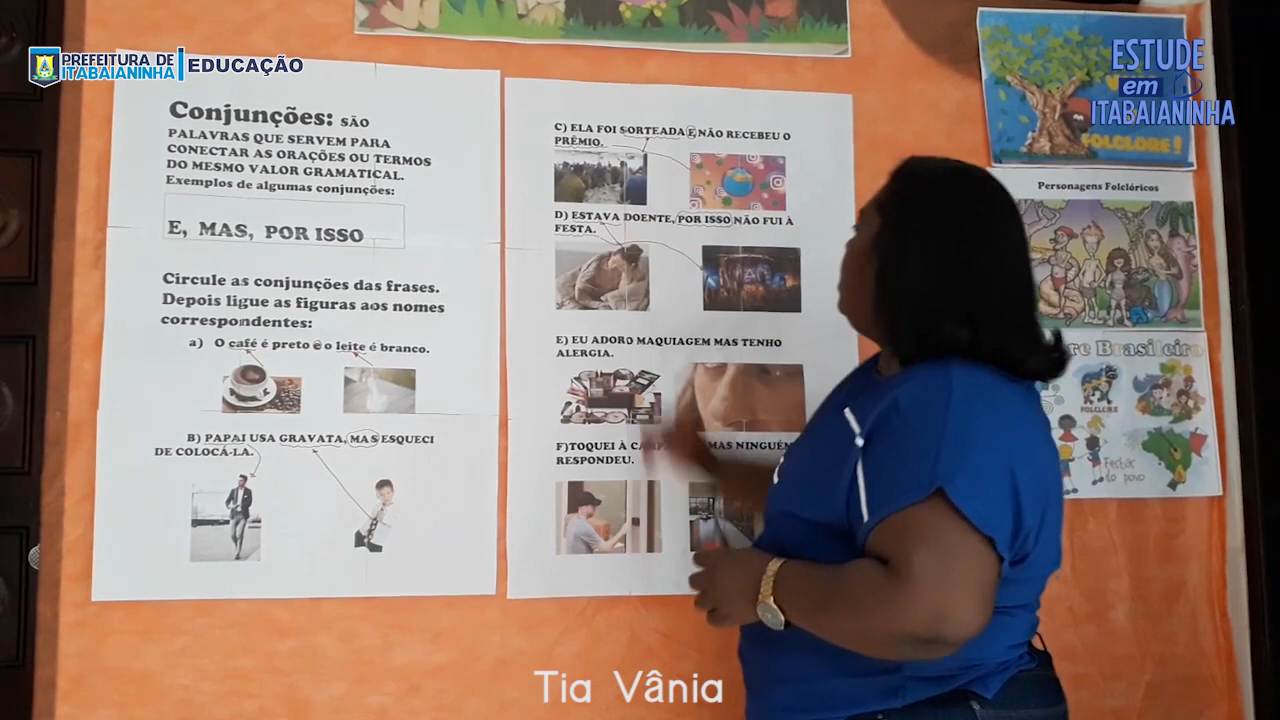 PREFEITURA DE
ITABAIANINHA
EDUCAÇÃO
ESTUDE
em
ITABAIANINHA
Conjunções: SÃO
PALAVRAS QUE SERVEM PARA
CONECTAR AS ORAÇÕES OU TERMOS
DO MESMO VALOR GRAMATICAL.
Exemplos de algumas conjunções:
E, MAS, POR ISSO
Circule as conjunções das frases.
Depois ligue as figuras aos nomes
correspondentes:
a) O café é preto e o leite é branco.
B) PAPAI USA GRAVATA, MAS ESQUECI
DE COLOCÁ-LA.
C) ELA FOI SORTEADA E NÃO RECEBEU O
PRÊMIO.
D) ESTAVA DOENTE, POR ISSO NÃO FUI À
FESTA.
E) EU ADORO MAQUIAGEM MAS TENHO
ALERGIA.
F)TOQUEI À MAS NINGUÉM
RESPONDEU.
FOLCLORE!
Personagens Folclóricos
Brasileiro
FOLCLORE
Festar
do povo
Tia Vânia